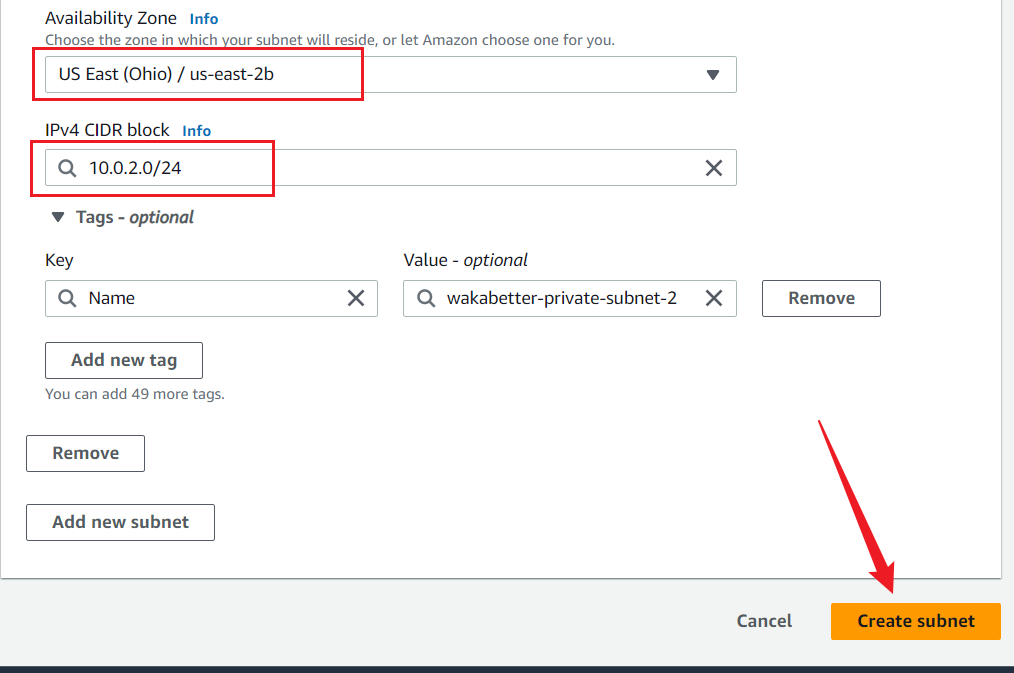 Availability Zone Info
Choose the zone in which your subnet will reside, or let Amazon choose one for you.
US East (Ohio) / us-east-2b
IPv4 CIDR block Info
10.0.2.0/24
Tags - optional
Key Value - optional
Name wakabetter-private-subnet-2 Remove
Add new tag
You can add 49 more tags.
Remove
Add new subnet
Cancel Create subnet